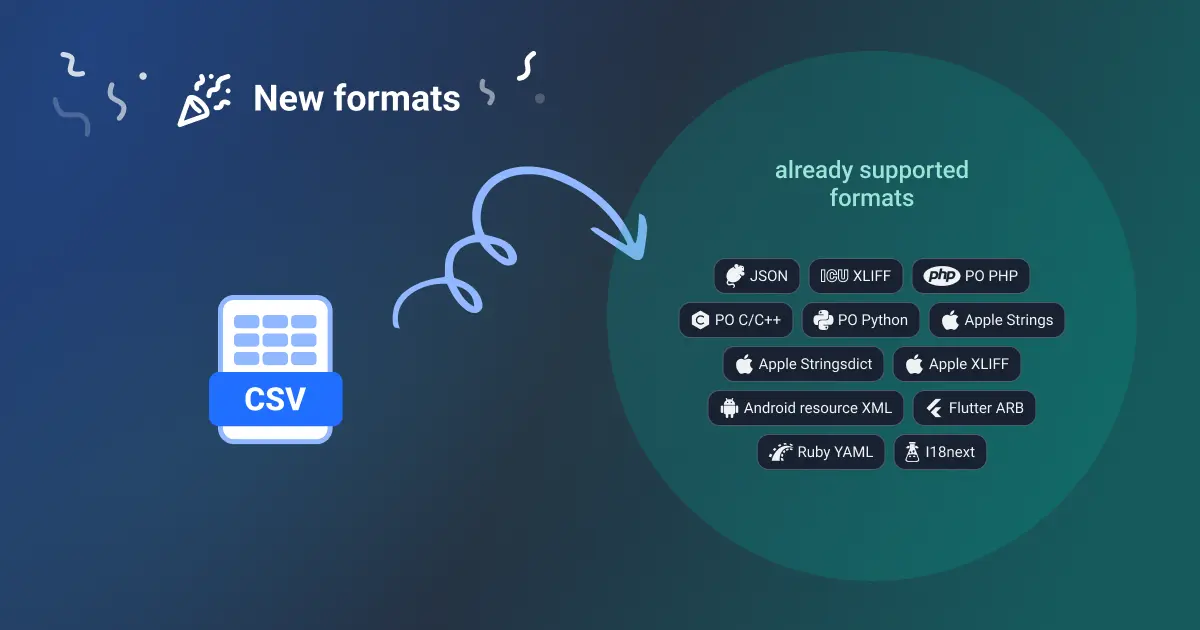 New formats
already supported
formats
JSON
ICU XLIFF
php PO PHP
C PO C/C++
PO Python
Apple Strings
Apple Stringsdict
Apple XLIFF
Android resource XML
Flutter ARB
Ruby YAML
I18next
CSV